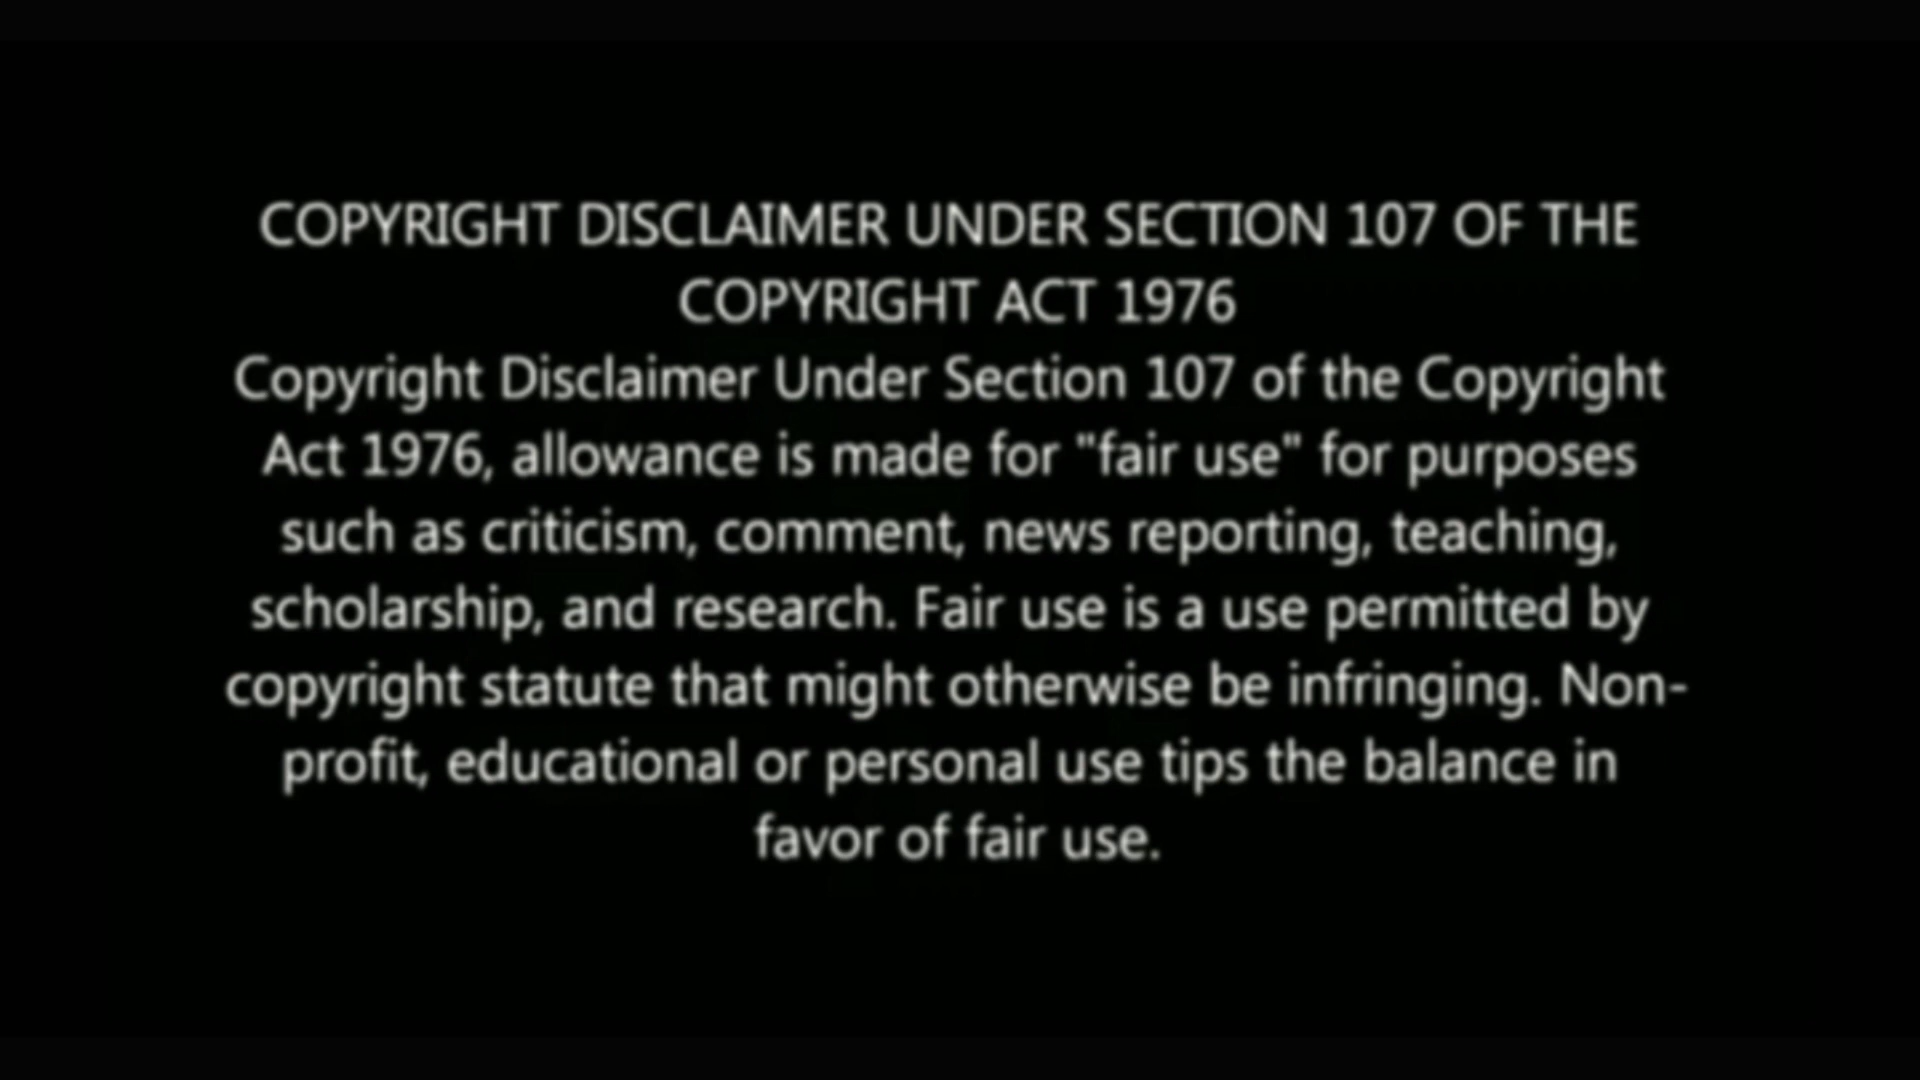 COPYRIGHT DISCLAIMER UNDER SECTION 107 OF THE
COPYRIGHT ACT 1976
Copyright Disclaimer Under Section 107 of the Copyright
Act 1976, allowance is made for "fair use" for purposes
such as criticism, comment, news reporting, teaching,
scholarship, and research. Fair use is a use permitted by
copyright statute that might otherwise be infringing. Non-
profit, educational or personal use tips the balance in
favor of fair use.